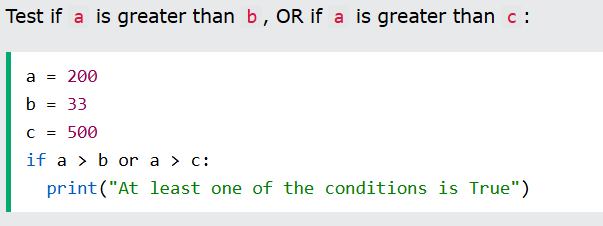 Test if a is greater than b, OR if a is greater than c:
a = 200
b = 33
c = 500
if a > b or a > c:
  print("At least one of the conditions is True")